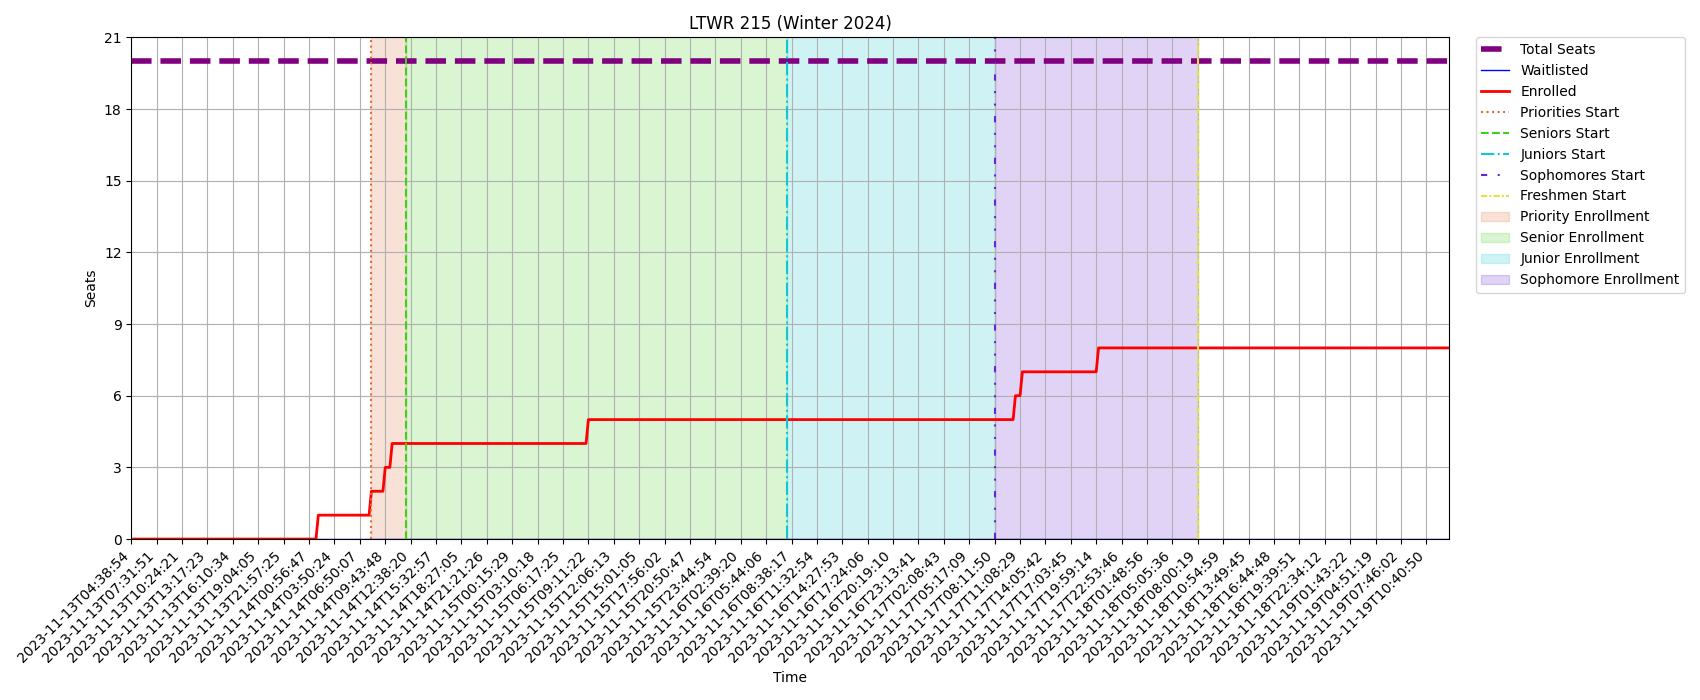 LTWR 215 (Winter 2024)
Seats
21
18
15
12
9
6
3
0
2023-11-13T04:38:54
2023-11-13T07:31:51
2023-11-13T10:24:21
2023-11-13T13:17:23
2023-11-13T16:10:34
2023-11-13T19:04:05
2023-11-13T21:57:25
2023-11-14T00:56:47
2023-11-14T03:50:24
2023-11-14T06:50:07
2023-11-14T09:43:48
2023-11-14T12:38:20
2023-11-14T15:32:57
2023-11-14T18:27:05
2023-11-14T21:21:26
2023-11-15T00:15:29
2023-11-15T03:10:18
2023-11-15T06:17:25
2023-11-15T09:11:22
2023-11-15T12:06:13
2023-11-15T15:01:05
2023-11-15T17:56:02
2023-11-15T20:50:47
2023-11-15T23:44:54
2023-11-16T02:39:20
2023-11-16T05:44:06
2023-11-16T08:38:17
2023-11-16T11:32:54
2023-11-16T14:27:53
2023-11-16T17:24:06
2023-11-16T20:19:10
2023-11-16T23:13:41
2023-11-17T02:08:43
2023-11-17T05:17:09
2023-11-17T08:11:50
2023-11-17T11:08:29
2023-11-17T14:05:42
2023-11-17T17:03:45
2023-11-17T19:59:14
2023-11-17T22:53:46
2023-11-18T01:48:56
2023-11-18T05:05:36
2023-11-18T08:00:19
2023-11-18T10:54:59
2023-11-18T13:49:45
2023-11-18T16:44:48
2023-11-18T19:39:51
2023-11-18T22:34:12
2023-11-19T01:43:22
2023-11-19T04:51:19
2023-11-19T07:46:02
2023-11-19T10:40:50
Time
Total Seats
Waitlisted
Enrolled
Priorities Start
Seniors Start
Juniors Start
Sophomores Start
Freshmen Start
Priority Enrollment
Senior Enrollment
Junior Enrollment
Sophomore Enrollment